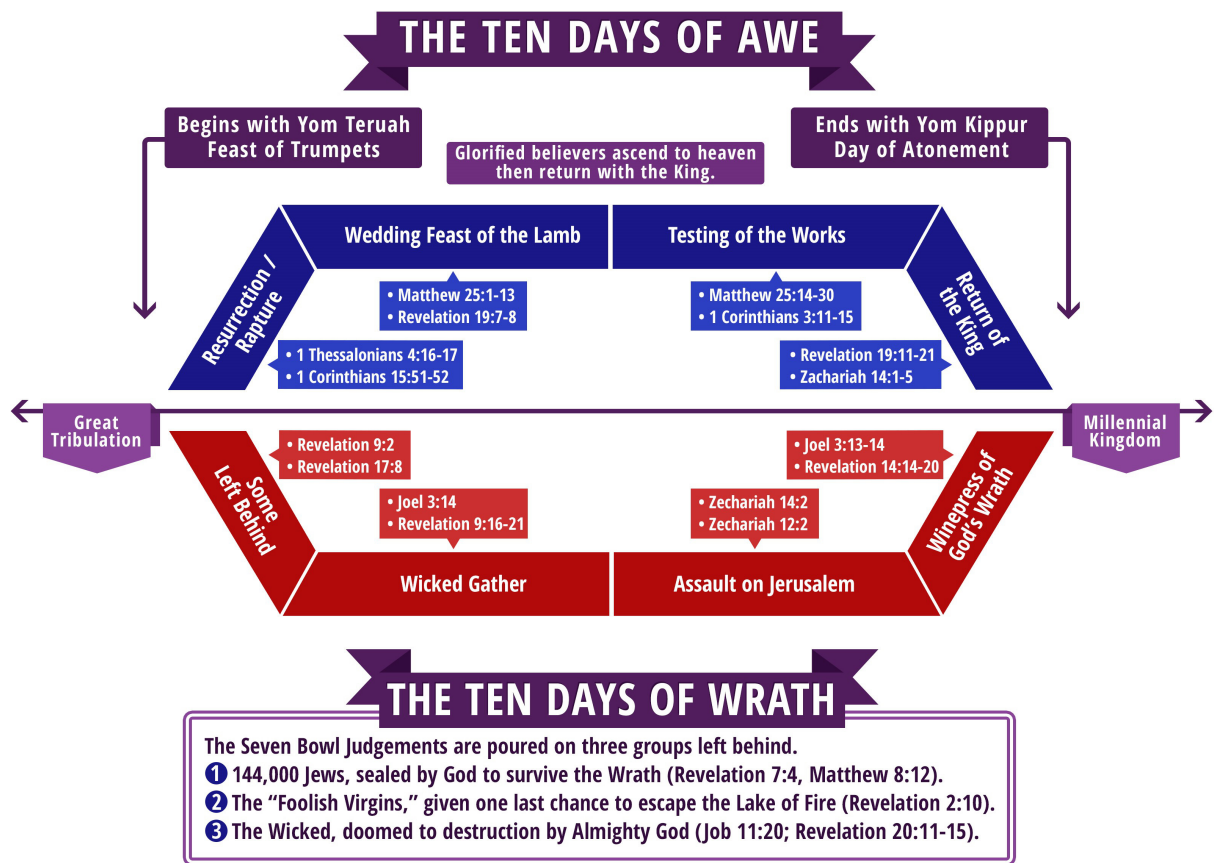 THE TEN DAYS OF AWE
Begins with Yom Teruah
Feast of Trumpets
Ends with Yom Kippur
Day of Atonement
Glorified believers ascend to heaven
then return with the King.
Resurrection /
Rapture
Wedding Feast of the Lamb
Testing of the Works
Return of
the King
• Matthew 25:1-13
• Revelation 19:7-8
• Matthew 25:14-30
• 1 Corinthians 3:11-15
• 1 Thessalonians 4:16-17
• 1 Corinthians 15:51-52
• Revelation 19:11-21
• Zachariah 14:1-5
Great
Tribulation
Millennial
Kingdom
Some
Left Behind
• Revelation 9:2
• Revelation 17:8
• Joel 3:13-14
• Revelation 14:14-20
Winepress of
God's Wrath
• Joel 3:14
• Revelation 9:16-21
• Zechariah 14:2
• Zechariah 12:2
Wicked Gather
Assault on Jerusalem
THE TEN DAYS OF WRATH
The Seven Bowl Judgements are poured on three groups left behind.
1 144,000 Jews, sealed by God to survive the Wrath (Revelation 7:4, Matthew 8:12).
2 The “Foolish Virgins,” given one last chance to escape the Lake of Fire (Revelation 2:10).
3 The Wicked, doomed to destruction by Almighty God (Job 11:20; Revelation 20:11-15).